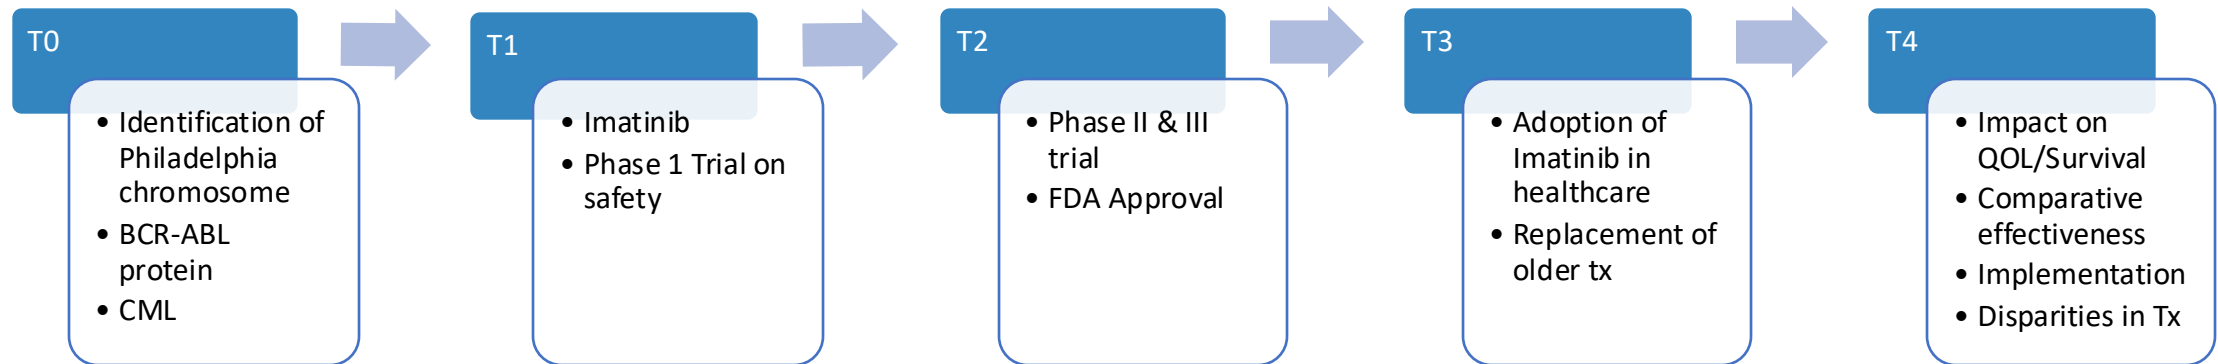 T0
• Identification of
Philadelphia
chromosome
• BCR-ABL
protein
• CML
T1
• Imatinib
• Phase 1 Trial on
safety
T2
• Phase II & III
trial
• FDA Approval
T3
• Adoption of
Imatinib in
healthcare
• Replacement of
older tx
T4
• Impact on
QOL/Survival
• Comparative
effectiveness
• Implementation
• Disparities in Tx